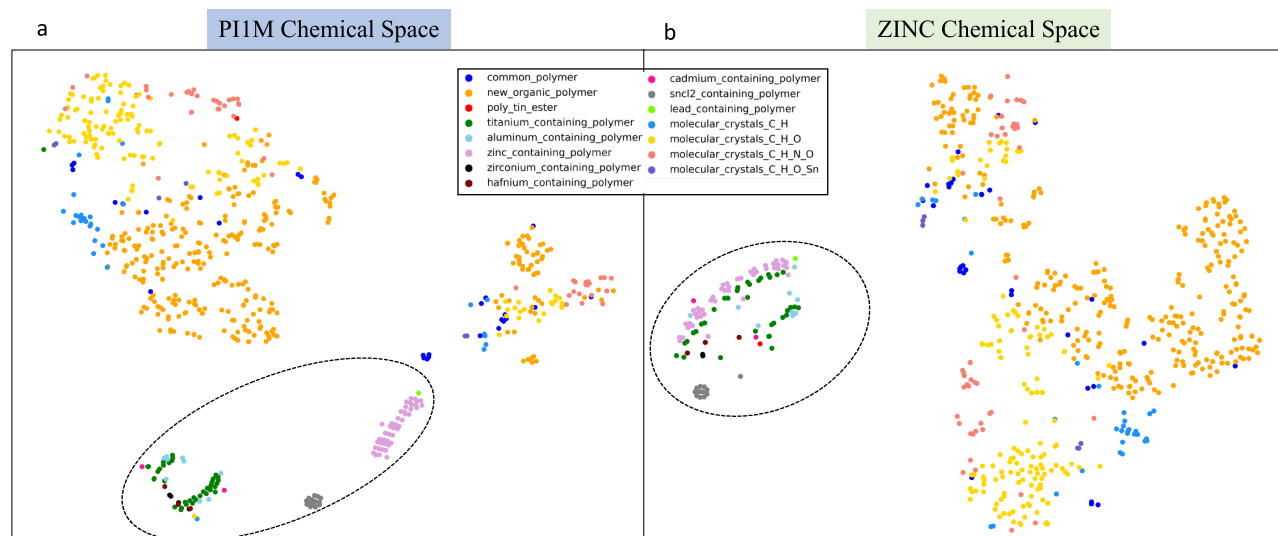 a
PI1M Chemical Space
b
ZINC Chemical Space
common_polymer
new_organic_polymer
poly_tin_ester
titanium_containing_polymer
aluminum_containing_polymer
zinc_containing_polymer
zirconium_containing_polymer
hafnium_containing_polymer
cadmium_containing_polymer
sncl2_containing_polymer
lead_containing_polymer
molecular_crystals_C_H
molecular_crystals_C_H_O
molecular_crystals_C_H_N_O
molecular_crystals_C_H_O_Sn